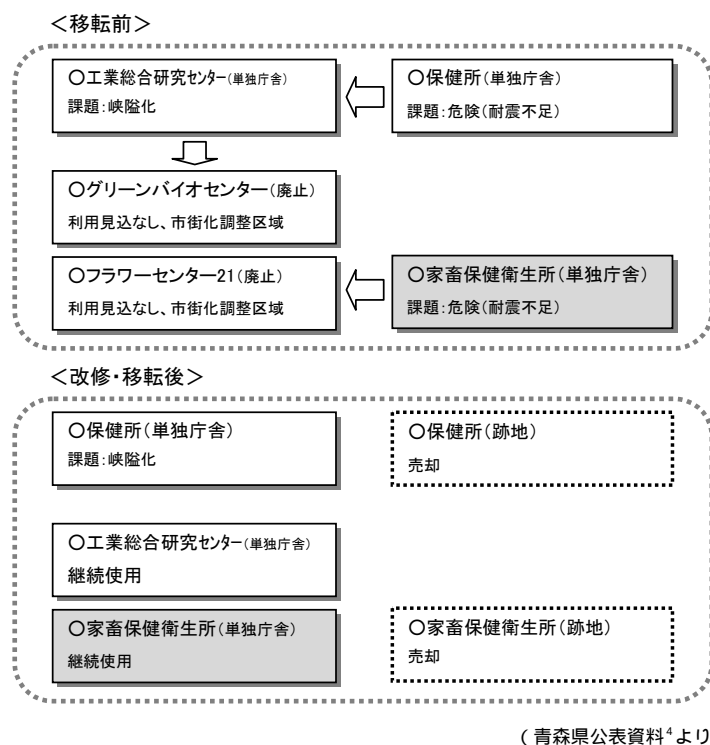 ＜移転前＞
○工業総合研究センター(単独庁舎)
課題：峡隘化
○保健所(単独庁舎)
課題：危険(耐震不足)
○グリーンバイオセンター(廃止)
利用見込なし、市街化調整区域
○フラワーセンター21(廃止)
利用見込なし、市街化調整区域
○家畜保健衛生所(単独庁舎)
課題：危険(耐震不足)
＜改修・移転後＞
○保健所(単独庁舎)
課題：峡隘化
○保健所(跡地)
売却
○工業総合研究センター(単独庁舎)
継続使用
○家畜保健衛生所(単独庁舎)
継続使用
○家畜保健衛生所(跡地)
売却
(青森県公表資料4より